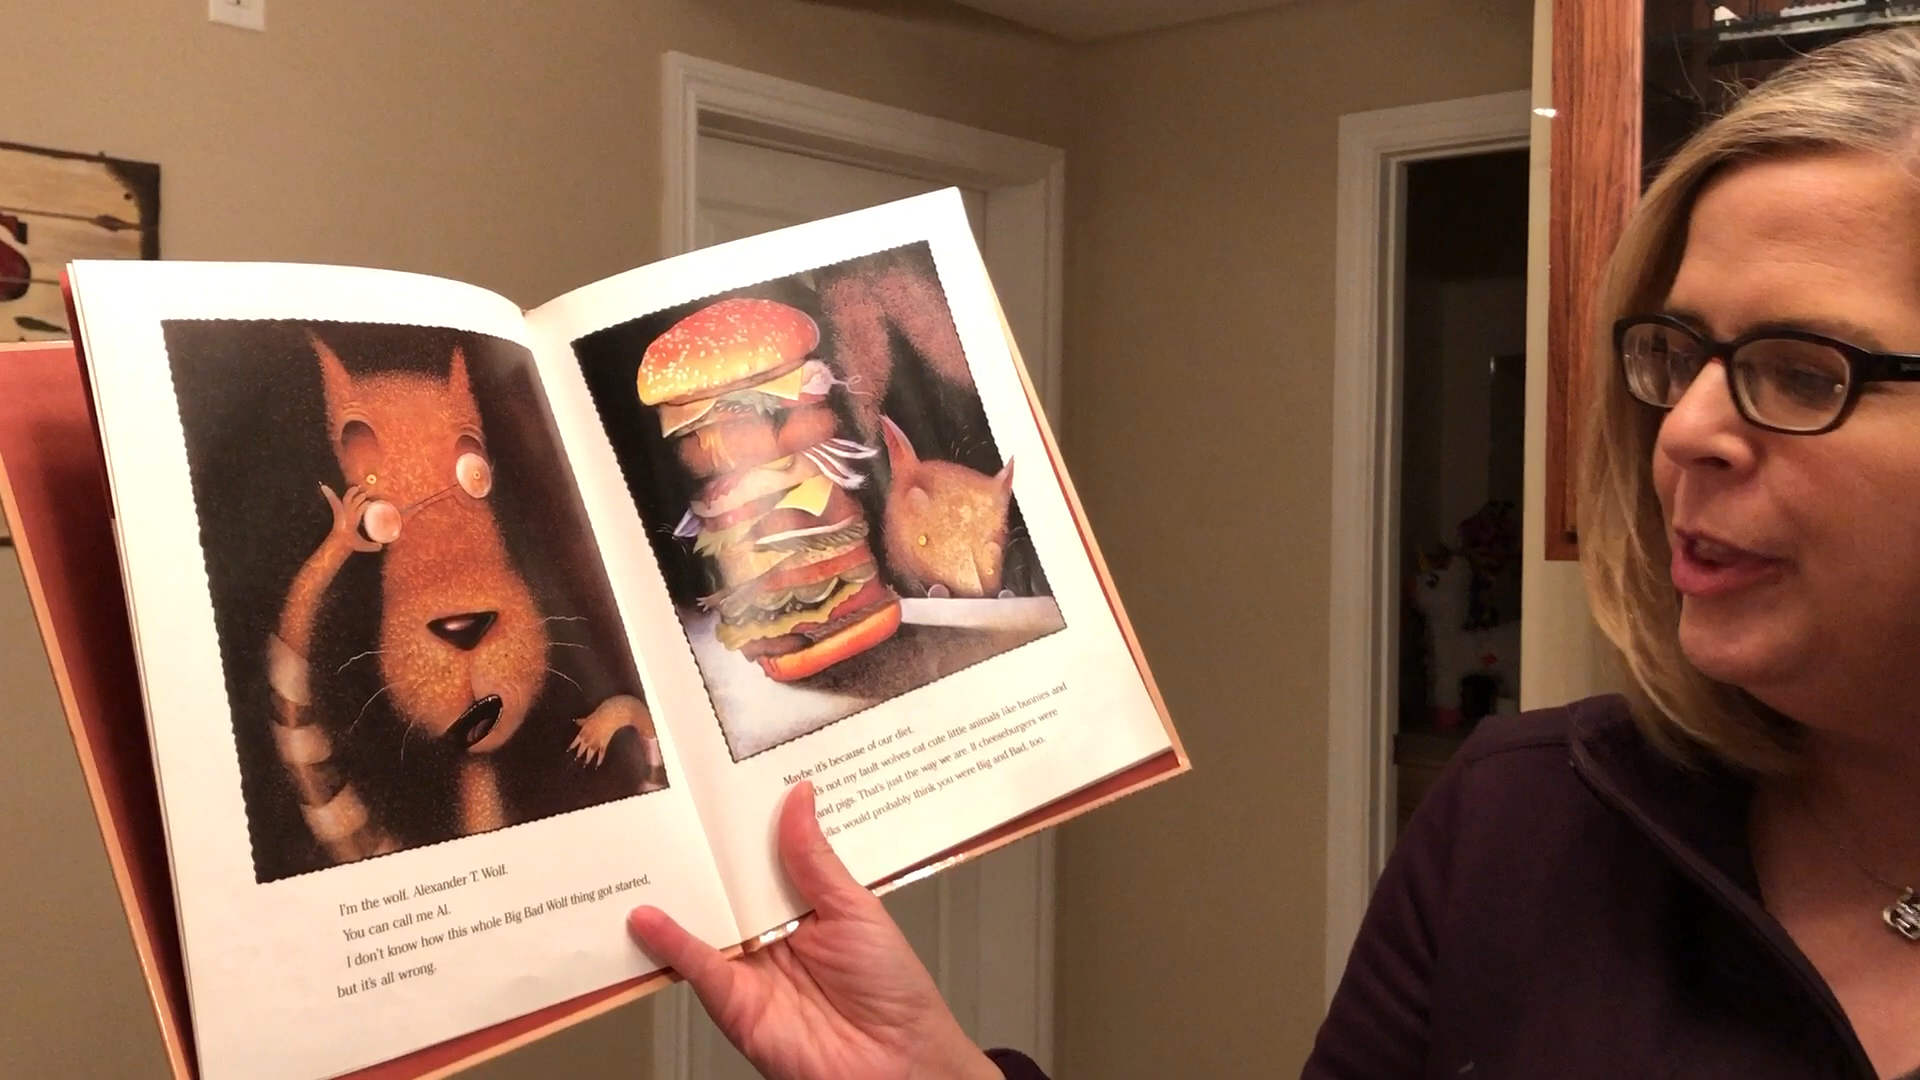 I'm the wolf. Alexander T. Wolf.
You can call me Al.
I don't know how this whole Big Bad Wolf thing got started,
but it's all wrong.
Maybe it's because of our diet.
t's not my fault wolves eat cute little animals like bunnies and
and pigs. That's just the way we are. If cheeseburgers were
olks would probably think you were Big and Bad, too.